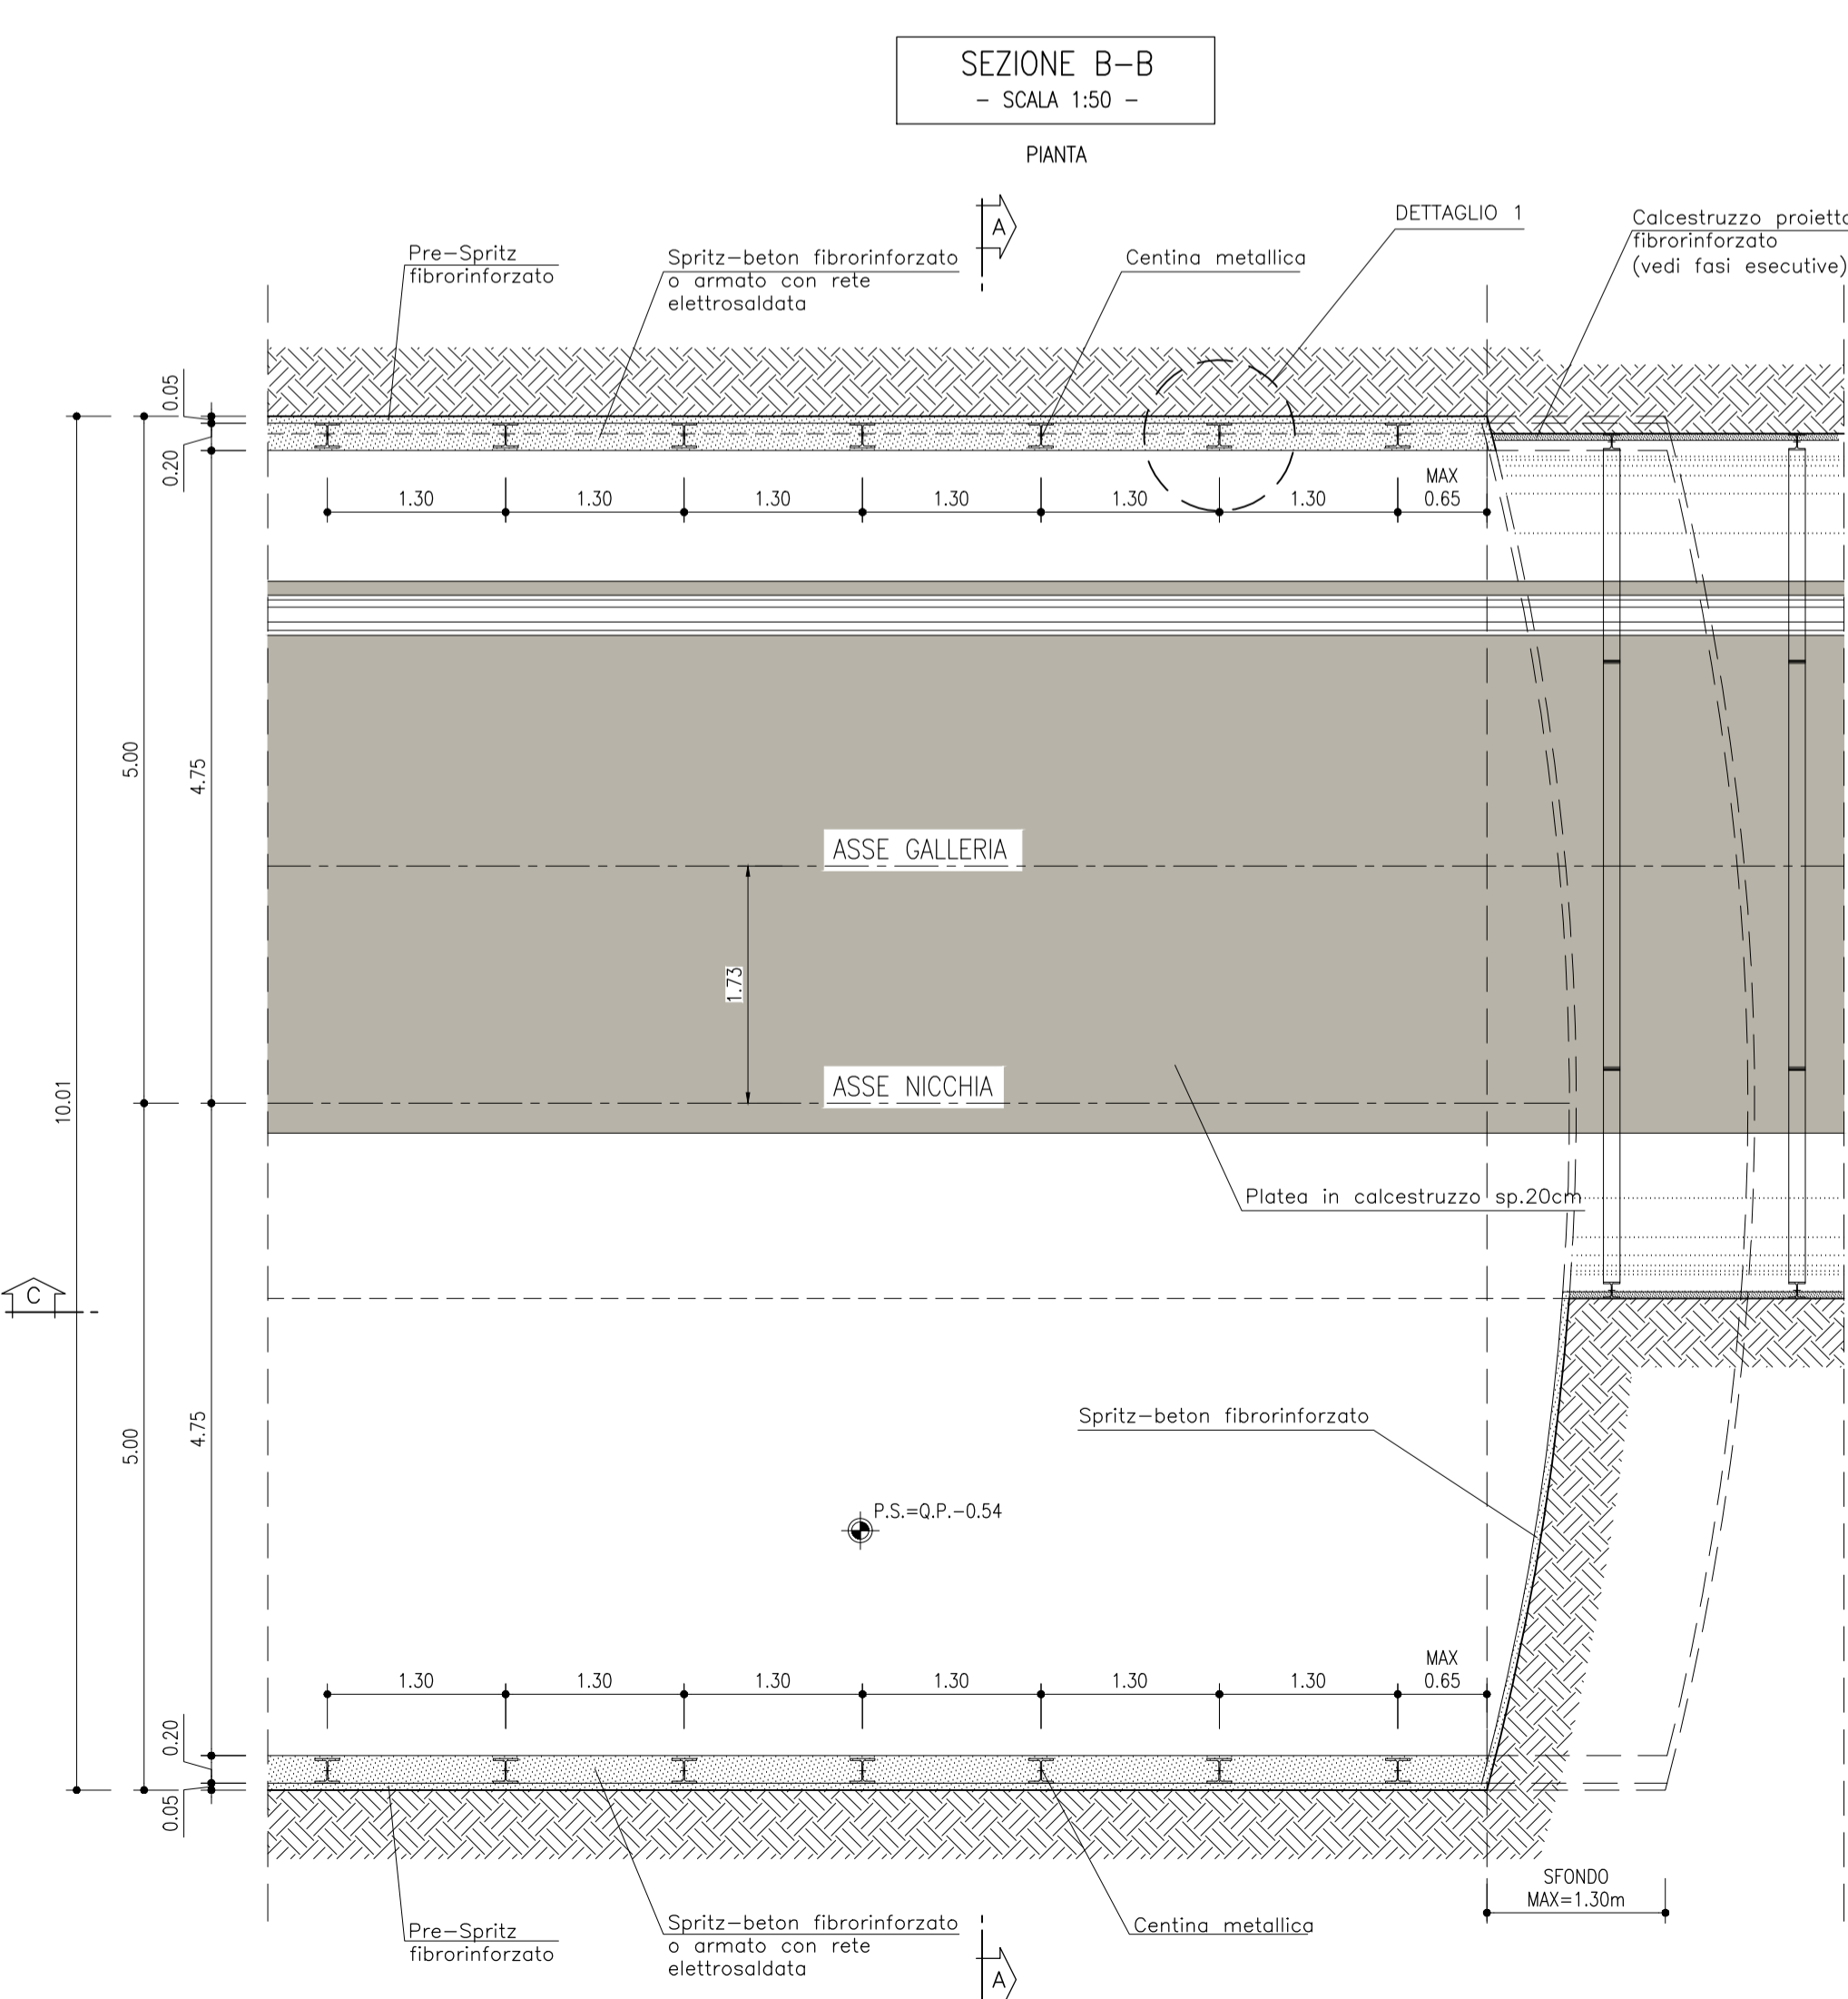 SEZIONE B-B
- SCALA 1:50 -
PIANTA
A
DETTAGLIO 1
Pre-Spritz
fibrorinforzato
Spritz-beton fibrorinforzato
o armato con rete
elettrosaldata
Centina metallica
Calcestruzzo proietto
fibrorinforzato
(vedi fasi esecutive)
0.05
0.20
1.30
1.30
1.30
1.30
1.30
1.30
MAX
0.65
5.00
4.75
ASSE GALLERIA
1.73
10.01
ASSE NICCHIA
Platea in calcestruzzo sp.20cm
C
5.00
4.75
Spritz-beton fibrorinforzato
P.S.=Q.P.-0.54
1.30
1.30
1.30
1.30
1.30
1.30
MAX
0.65
0.20
0.05
SFONDO
MAX=1.30m
Pre-Spritz
fibrorinforzato
Spritz-beton fibrorinforzato
o armato con rete
elettrosaldata
Centina metallica
A